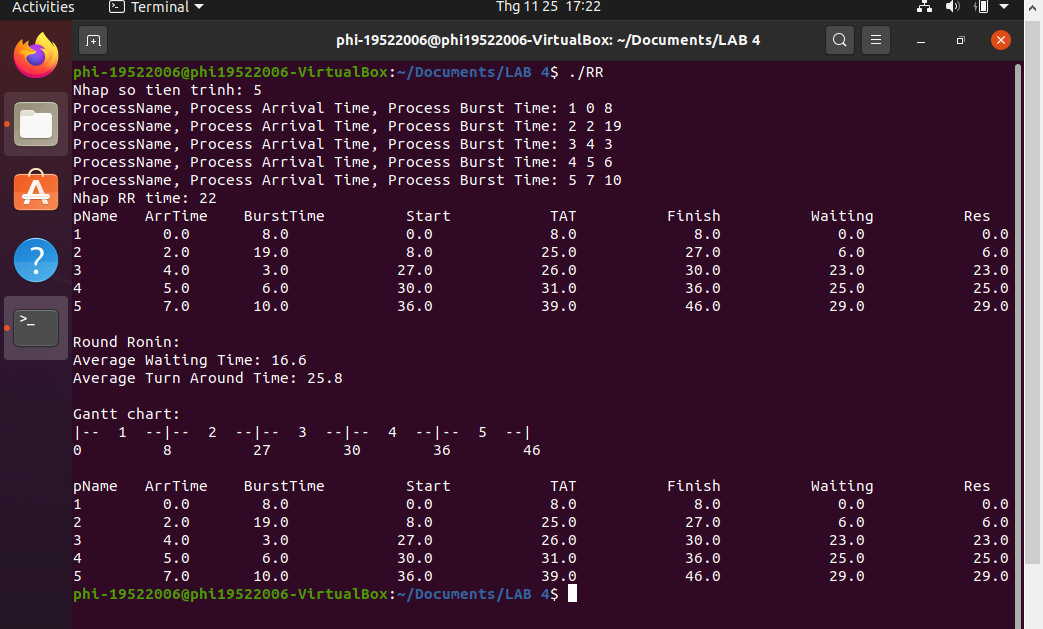 Activities Terminal Thg 11 25 17:22
phi-19522006@phi19522006-VirtualBox: ~/Documents/LAB 4
phi-19522006@phi19522006-VirtualBox:~/Documents/LAB 4$ ./RR
Nhap so tien trinh: 5
ProcessName, Process Arrival Time, Process Burst Time: 1 0 8
ProcessName, Process Arrival Time, Process Burst Time: 2 2 19
ProcessName, Process Arrival Time, Process Burst Time: 3 4 3
ProcessName, Process Arrival Time, Process Burst Time: 4 5 6
ProcessName, Process Arrival Time, Process Burst Time: 5 7 10
Nhap RR time: 22
pName ArrTime BurstTime Start TAT Finish Waiting Res
1 0.0 8.0 0.0 8.0 8.0 0.0 0.0
2 2.0 19.0 8.0 25.0 27.0 6.0 6.0
3 4.0 3.0 27.0 26.0 30.0 23.0 23.0
4 5.0 6.0 30.0 31.0 36.0 25.0 25.0
5 7.0 10.0 36.0 39.0 46.0 29.0 29.0
Round Ronin:
Average Waiting Time: 16.6
Average Turn Around Time: 25.8
Gantt chart:
|-- 1 --|-- 2 --|-- 3 --|-- 4 --|-- 5 --|
0 8 27 30 36 46
pName ArrTime BurstTime Start TAT Finish Waiting Res
1 0.0 8.0 0.0 8.0 8.0 0.0 0.0
2 2.0 19.0 8.0 25.0 27.0 6.0 6.0
3 4.0 3.0 27.0 26.0 30.0 23.0 23.0
4 5.0 6.0 30.0 31.0 36.0 25.0 25.0
5 7.0 10.0 36.0 39.0 46.0 29.0 29.0
phi-19522006@phi19522006-VirtualBox:~/Documents/LAB 4$